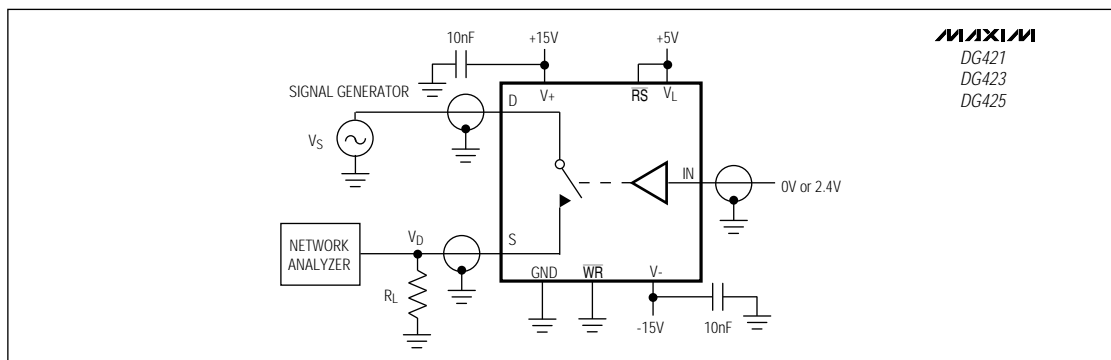 10nF
+15V
+5V
MAXIM
DG421
DG423
DG425
SIGNAL GENERATOR
D
V+
RS
VL
VS
IN
0V or 2.4V
NETWORK
ANALYZER
VD
S
RL
GND
WR
V-
-15V
10nF